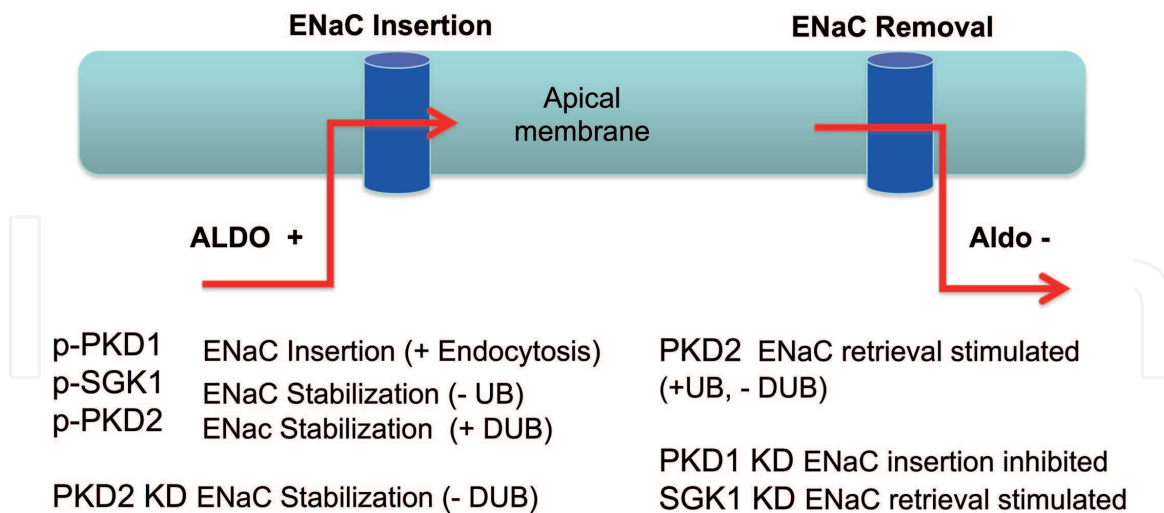 ENaC Insertion
ENaC Removal
Apical
membrane
ALDO +
Aldo -
p-PKD1 ENaC Insertion (+ Endocytosis)
p-SGK1 ENaC Stabilization (- UB)
p-PKD2 ENac Stabilization (+ DUB)
PKD2 KD ENaC Stabilization (- DUB)
PKD2 ENaC retrieval stimulated
(+UB, - DUB)
PKD1 KD ENaC insertion inhibited
SGK1 KD ENaC retrieval stimulated